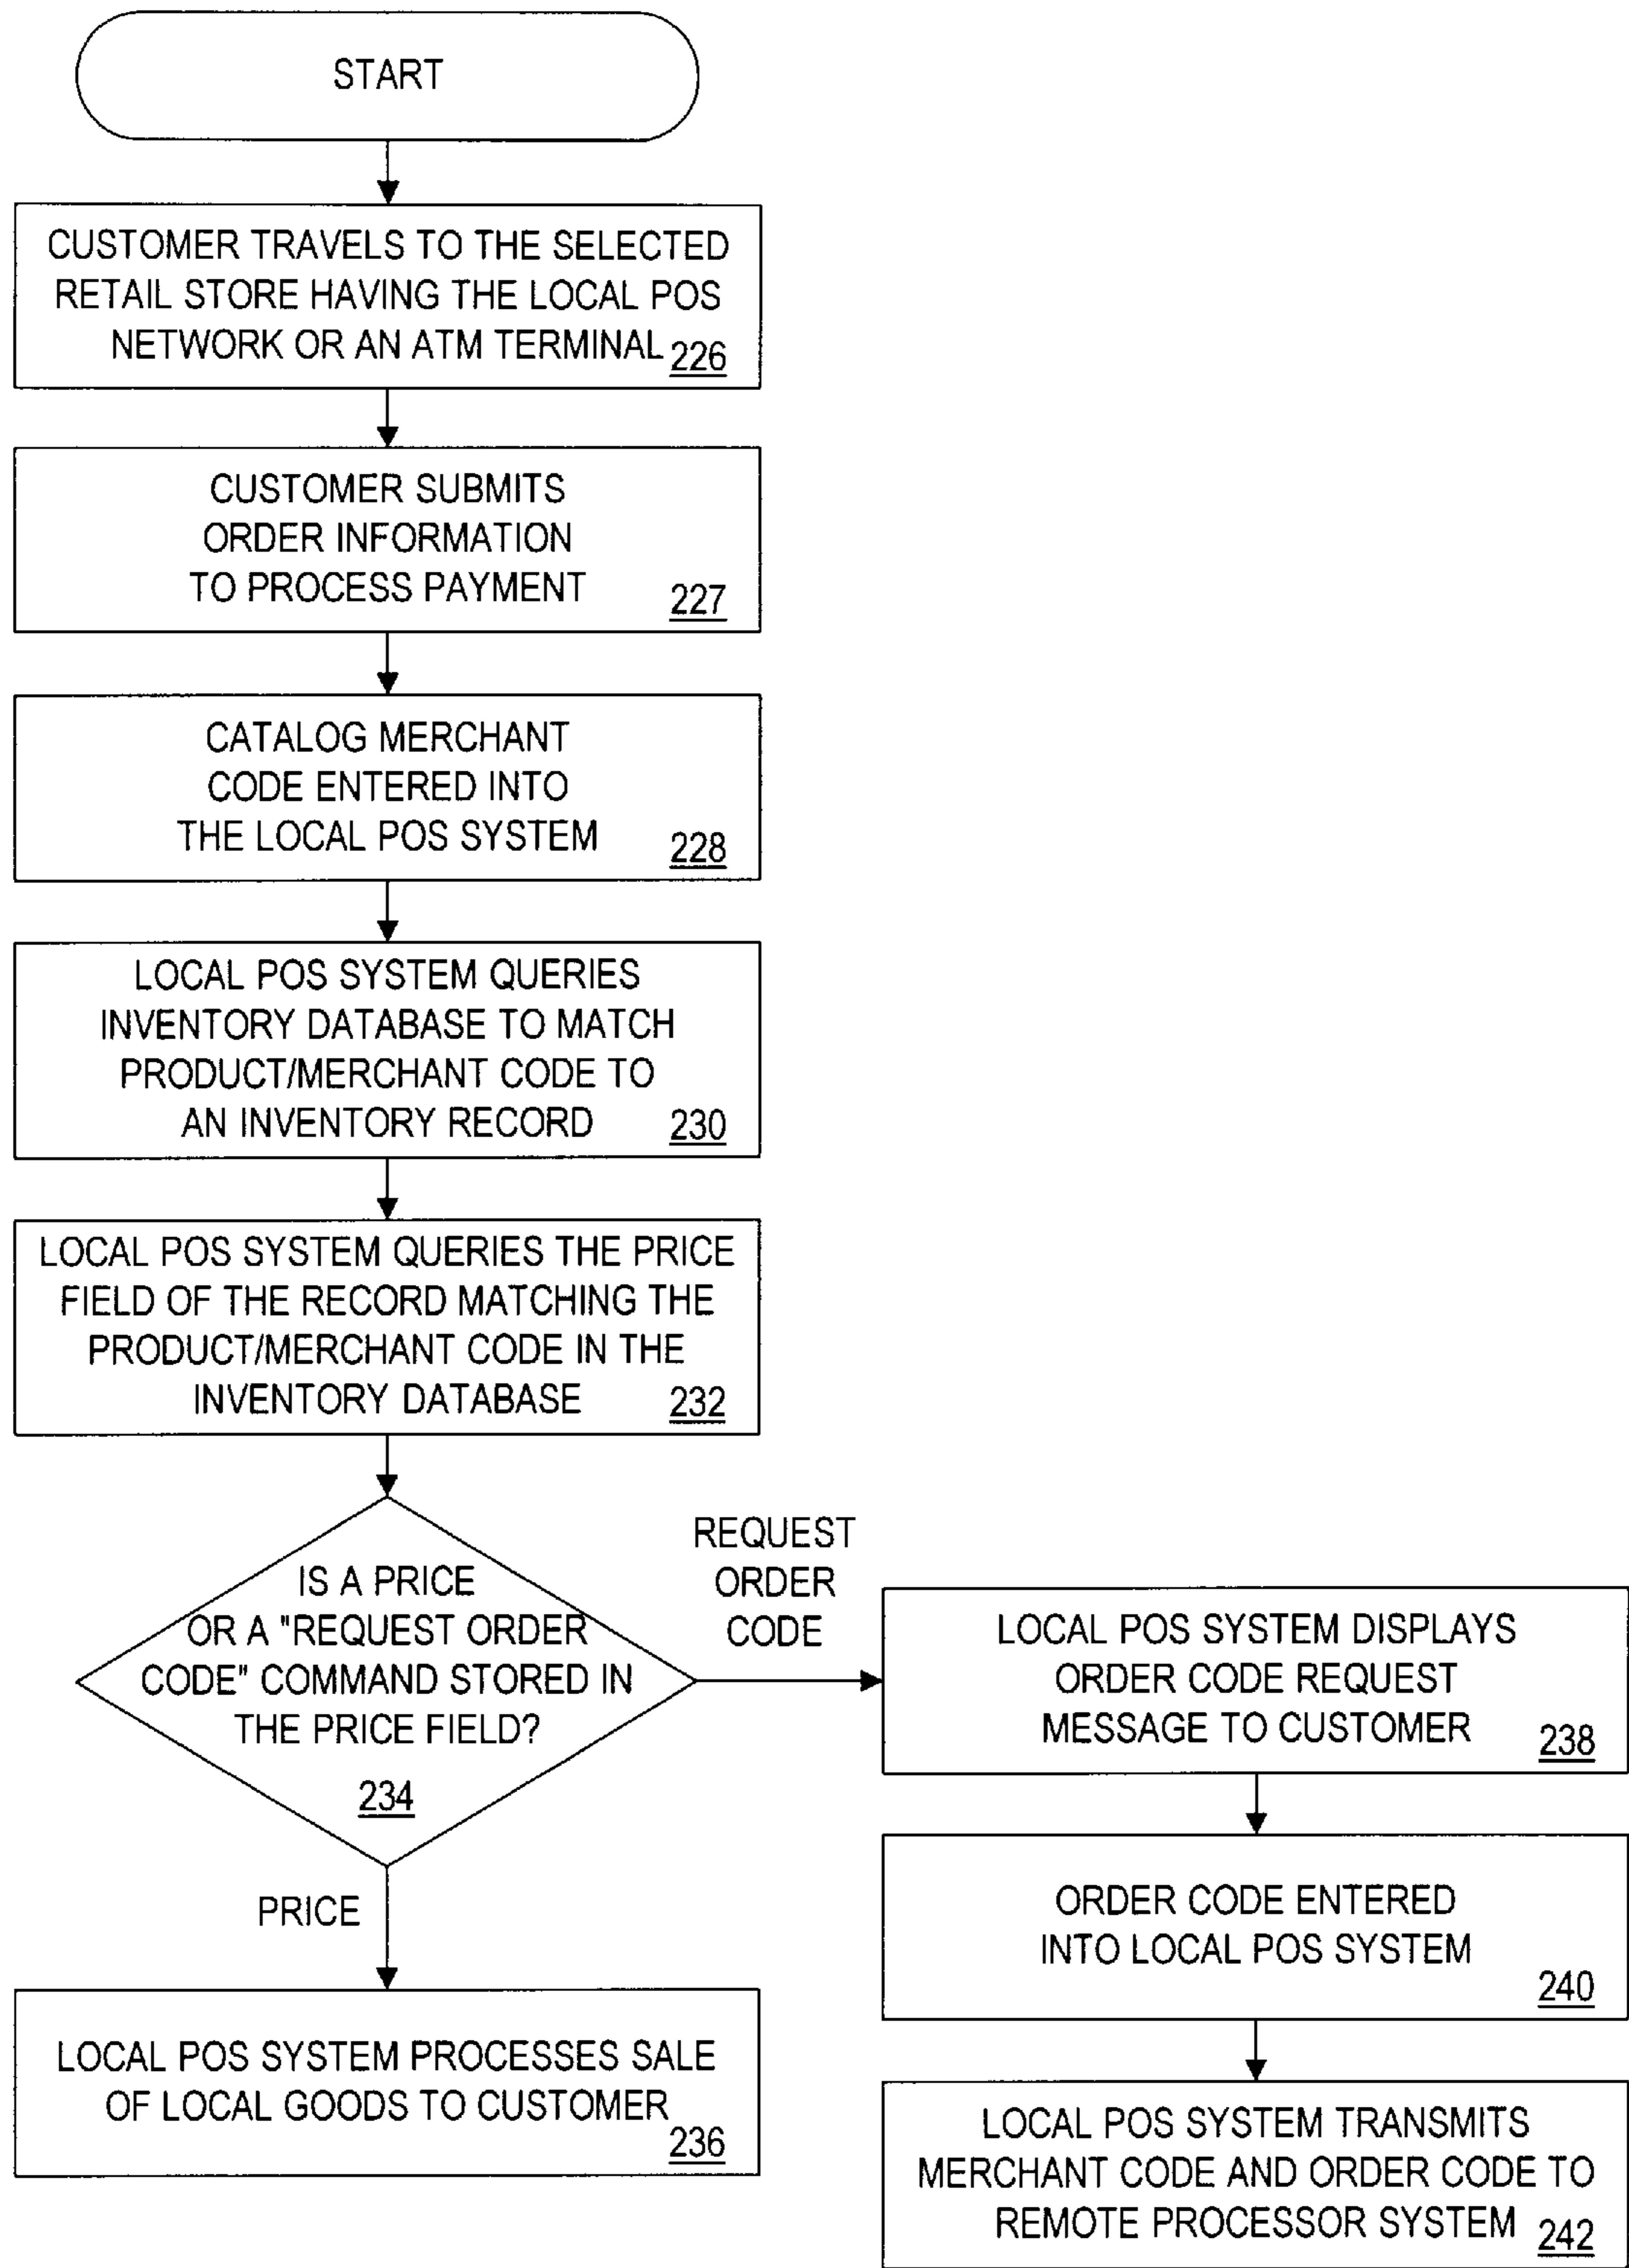 START
CUSTOMER TRAVELS TO THE SELECTED
RETAIL STORE HAVING THE LOCAL POS
NETWORK OR AN ATM TERMINAL 226
CUSTOMER SUBMITS
ORDER INFORMATION
TO PROCESS PAYMENT 227
CATALOG MERCHANT
CODE ENTERED INTO
THE LOCAL POS SYSTEM 228
LOCAL POS SYSTEM QUERIES
INVENTORY DATABASE TO MATCH
PRODUCT/MERCHANT CODE TO
AN INVENTORY RECORD 230
LOCAL POS SYSTEM QUERIES THE PRICE
FIELD OF THE RECORD MATCHING THE
PRODUCT/MERCHANT CODE IN THE
INVENTORY DATABASE 232
IS A PRICE
OR A "REQUEST ORDER
CODE" COMMAND STORED IN
THE PRICE FIELD?
234
REQUEST
ORDER
CODE
PRICE
LOCAL POS SYSTEM PROCESSES SALE
OF LOCAL GOODS TO CUSTOMER 236
LOCAL POS SYSTEM DISPLAYS
ORDER CODE REQUEST
MESSAGE TO CUSTOMER 238
ORDER CODE ENTERED
INTO LOCAL POS SYSTEM
240
LOCAL POS SYSTEM TRANSMITS
MERCHANT CODE AND ORDER CODE TO
REMOTE PROCESSOR SYSTEM 242